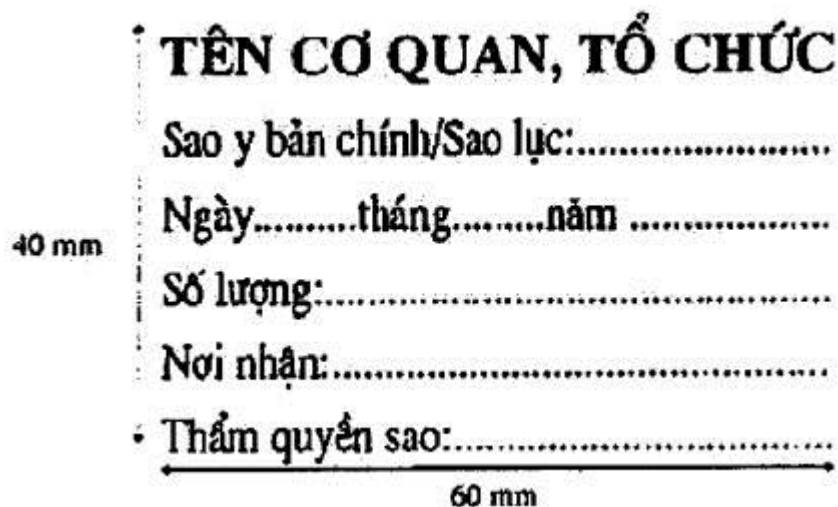 TÊN CƠ QUAN, TỔ CHỨC
Sao y bản chính/Sao lục:........................
Ngày..........tháng.........năm ...................
Số lượng:................................................
40 mm
Nơi nhận:...............................................
Thẩm quyền sao:....................................
60 mm